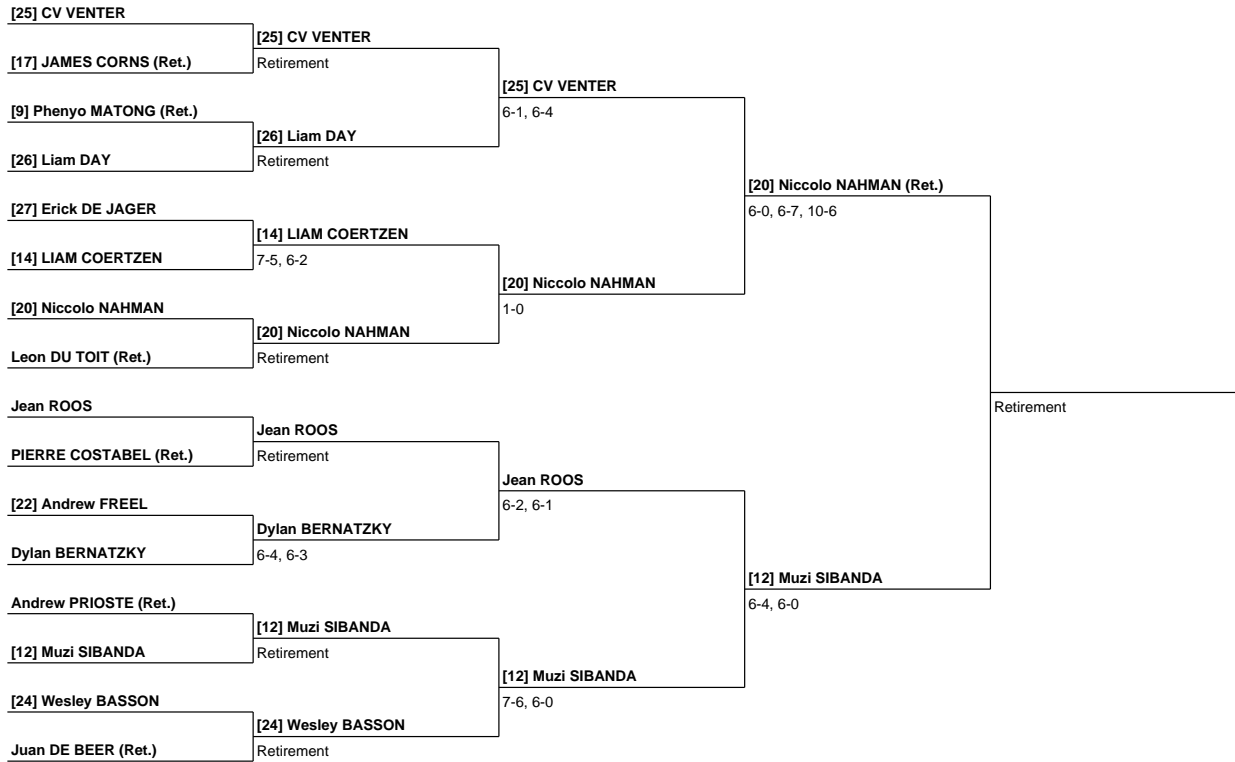 [25] CV VENTER
[17] JAMES CORNS (Ret.)
[9] Phenyo MATONG (Ret.)
[26] Liam DAY
[27] Erick DE JAGER
[14] LIAM COERTZEN
[20] Niccolo NAHMAN
Leon DU TOIT (Ret.)
Jean ROOS
PIERRE COSTABEL (Ret.)
[22] Andrew FREEL
Dylan BERNATZKY
Andrew PRIOSTE (Ret.)
[12] Muzi SIBANDA
[24] Wesley BASSON
Juan DE BEER (Ret.)
[25] CV VENTER
Retirement
[26] Liam DAY
Retirement
[14] LIAM COERTZEN
7-5, 6-2
[20] Niccolo NAHMAN
Retirement
Jean ROOS
Retirement
Dylan BERNATZKY
6-4, 6-3
[12] Muzi SIBANDA
Retirement
[24] Wesley BASSON
Retirement
[25] CV VENTER
6-1, 6-4
[20] Niccolo NAHMAN
1-0
Jean ROOS
6-2, 6-1
[12] Muzi SIBANDA
7-6, 6-0
[20] Niccolo NAHMAN (Ret.)
6-0, 6-7, 10-6
[12] Muzi SIBANDA
6-4, 6-0
Retirement